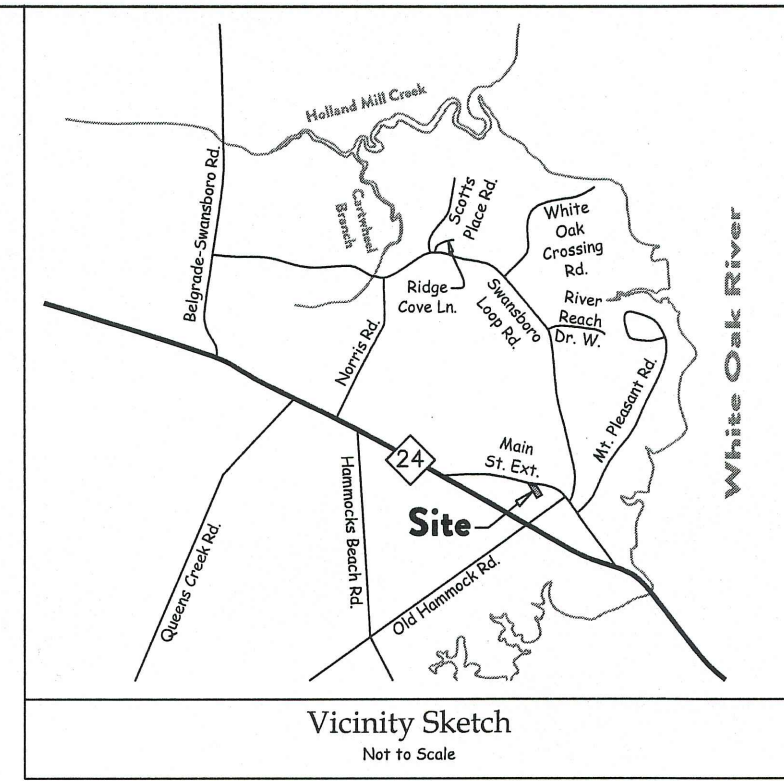 Holland Mill Creek
Belgrade-Swansboro Rd.
Cartwheel
Branch
Scotts
Place Rd.
White
Oak
Crossing
Rd.
Ridge
Cove Ln.
Swansboro
Loop Rd.
River
Reach
Dr. W.
White Oak River
Norris Rd.
Mt. Pleasant Rd.
24
Main
St. Ext.
Site
Hammocks Beach Rd.
Queens Creek Rd.
Old Hammock Rd.
Vicinity Sketch
Not to Scale